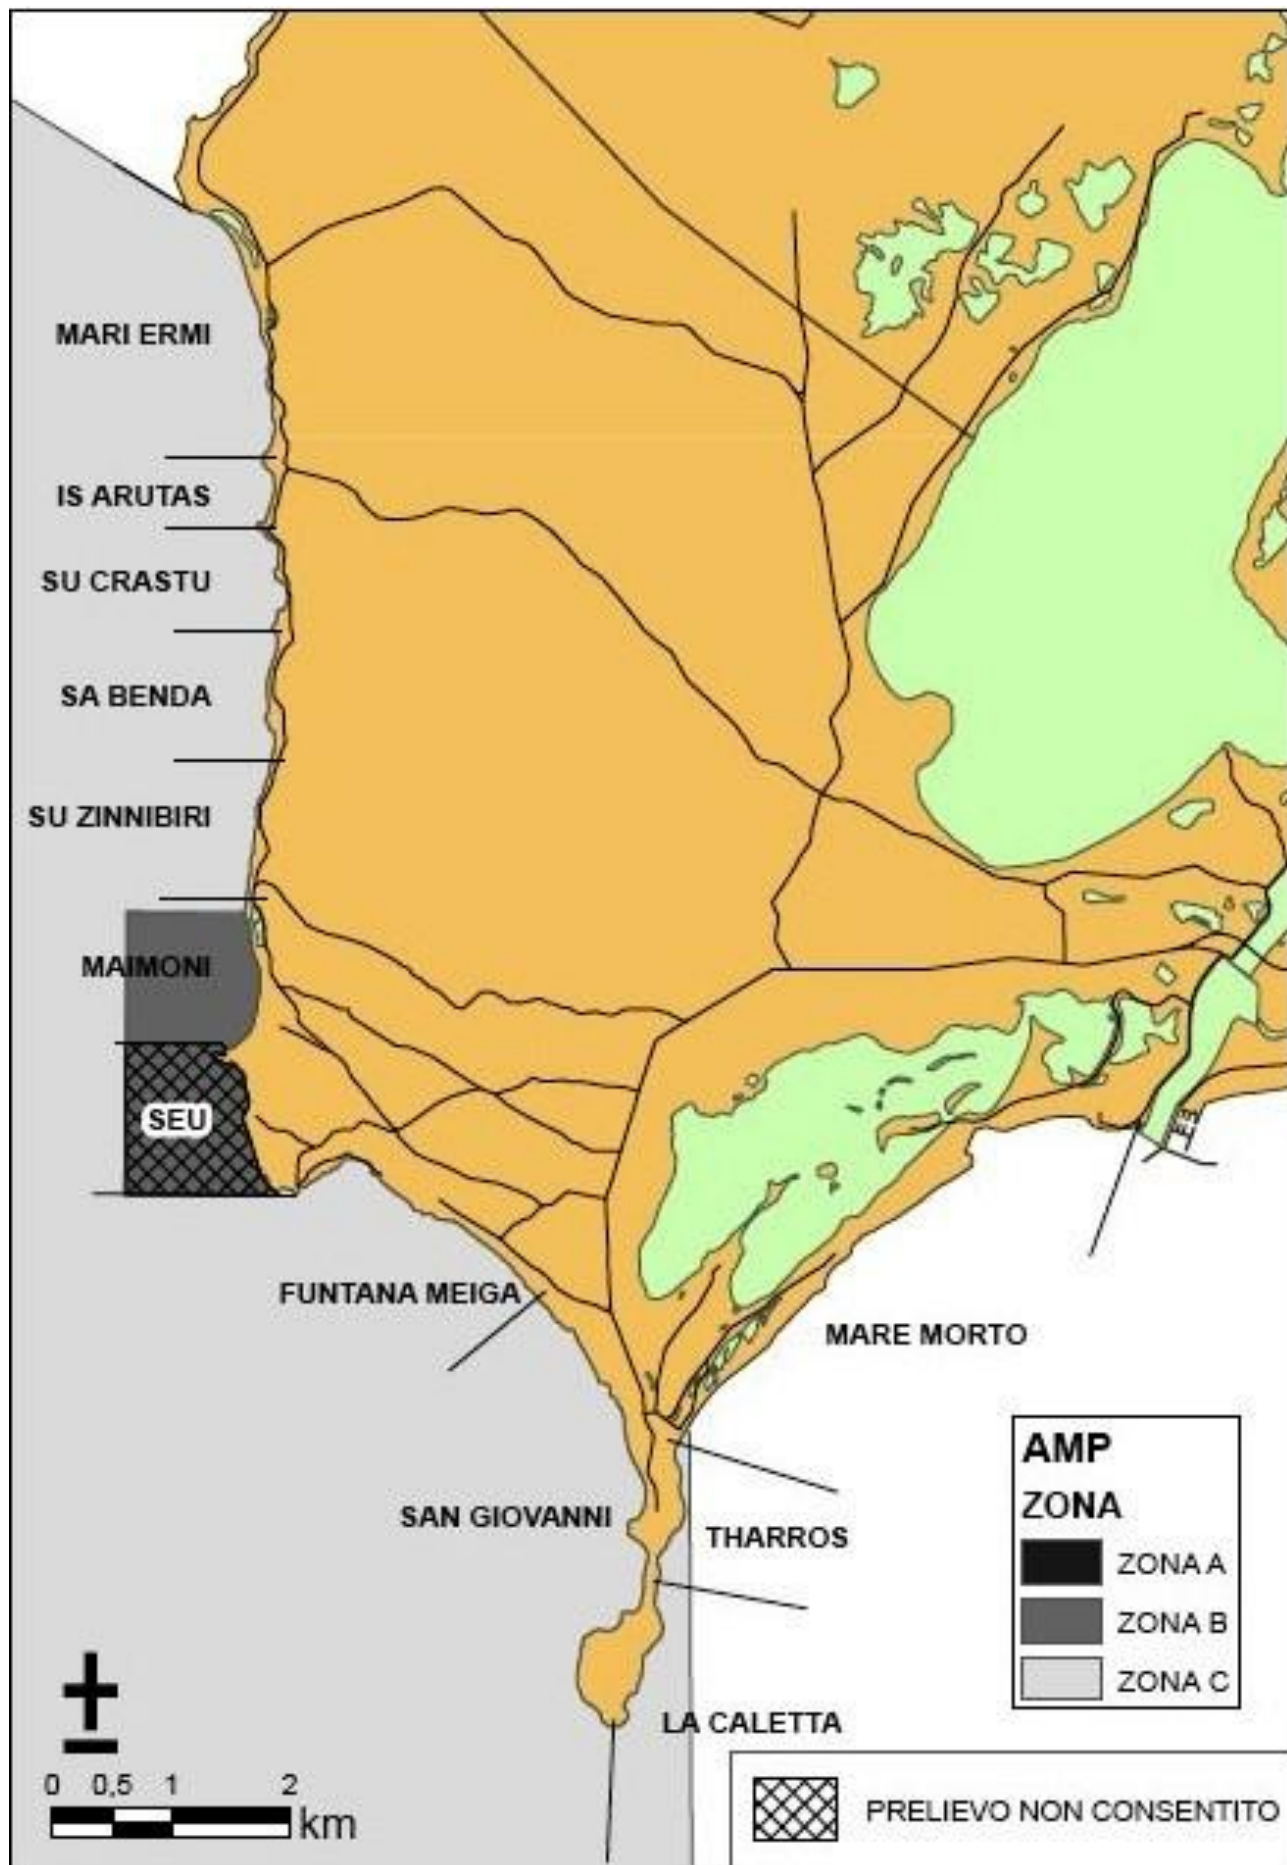 MARI ERMI
IS ARUTAS
SU CRASTU
SA BENDA
SU ZINNIBIRI
MAIMONI
SEU
FUNTANA MEIGA
MARE MORTO
SAN GIOVANNI
THARROS
LA CALETTA
AMP
ZONA
ZONA A
ZONA B
ZONA C
0 0,5 1 2
km
PRELIEVO NON CONSENTITO